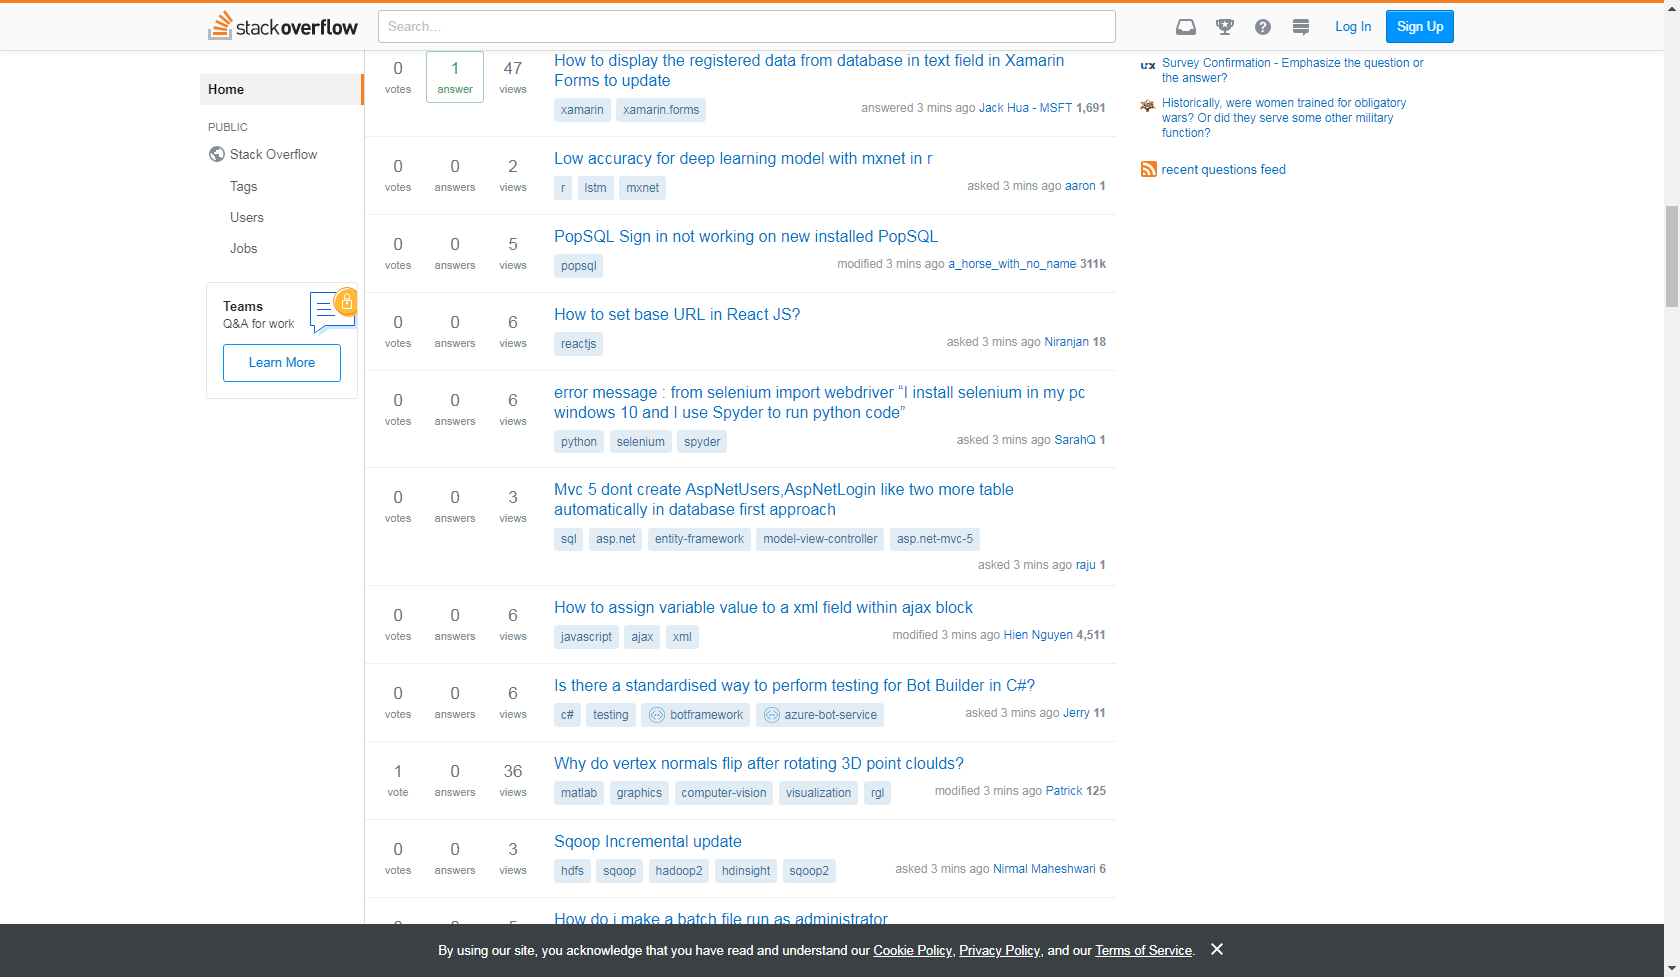 stackoverflow
Search...
Log In
Sign Up
Home
PUBLIC
Stack Overflow
Tags
Users
Jobs
Teams
Q&A for work
Learn More
0 votes
1 answer
47 views
How to display the registered data from database in text field in Xamarin
Forms to update
xamarin xamarin.forms
answered 3 mins ago Jack Hua - MSFT 1,691
0 votes
0 answers
2 views
Low accuracy for deep learning model with mxnet in r
r lstm mxnet
asked 3 mins ago aaron 1
0 votes
0 answers
5 views
PopSQL Sign in not working on new installed PopSQL
popsql
modified 3 mins ago a_horse_with_no_name 311k
0 votes
0 answers
6 views
How to set base URL in React JS?
reactjs
asked 3 mins ago Niranjan 18
0 votes
0 answers
6 views
error message : from selenium import webdriver “I install selenium in my pc
windows 10 and I use Spyder to run python code”
python selenium spyder
asked 3 mins ago SarahQ 1
0 votes
0 answers
3 views
Mvc 5 dont create AspNetUsers,AspNetLogin like two more table
automatically in database first approach
sql asp.net entity-framework model-view-controller asp.net-mvc-5
asked 3 mins ago raju 1
0 votes
0 answers
6 views
How to assign variable value to a xml field within ajax block
javascript ajax xml
modified 3 mins ago Hien Nguyen 4,511
0 votes
0 answers
6 views
Is there a standardised way to perform testing for Bot Builder in C#?
c# testing botframework azure-bot-service
asked 3 mins ago Jerry 11
1 vote
0 answers
36 views
Why do vertex normals flip after rotating 3D point cloulds?
matlab graphics computer-vision visualization rgl
modified 3 mins ago Patrick 125
0 votes
0 answers
3 views
Sqoop Incremental update
hdfs sqoop hadoop2 hdinsight sqoop2
asked 3 mins ago Nirmal Maheshwari 6
How do i make a batch file run as administrator
ux
Survey Confirmation - Emphasize the question or
the answer?
Historically, were women trained for obligatory
wars? Or did they serve some other military
function?
recent questions feed
By using our site, you acknowledge that you have read and understand our Cookie Policy, Privacy Policy, and our Terms of Service.